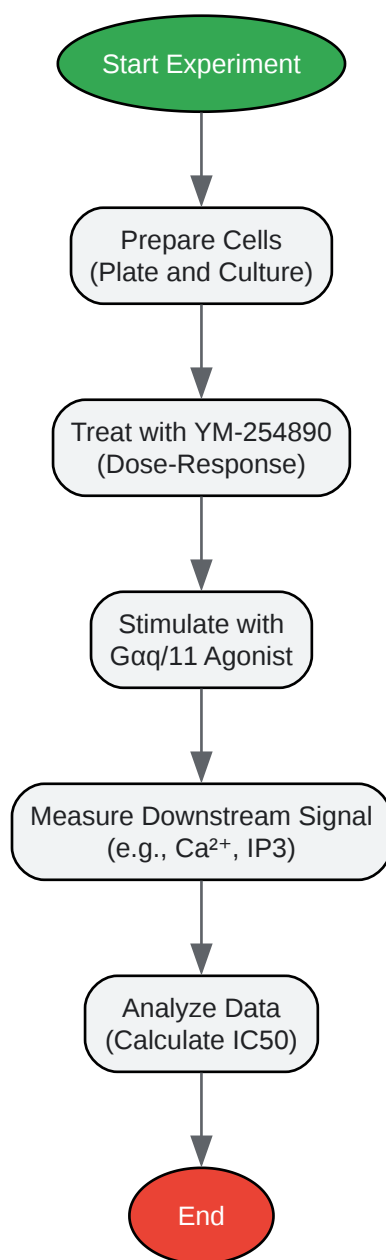 Start Experiment
Prepare Cells
(Plate and Culture)
Treat with YM-254890
(Dose-Response)
Stimulate with
Gαq/11 Agonist
Measure Downstream Signal
(e.g., Ca²⁺, IP3)
Analyze Data
(Calculate IC50)
End